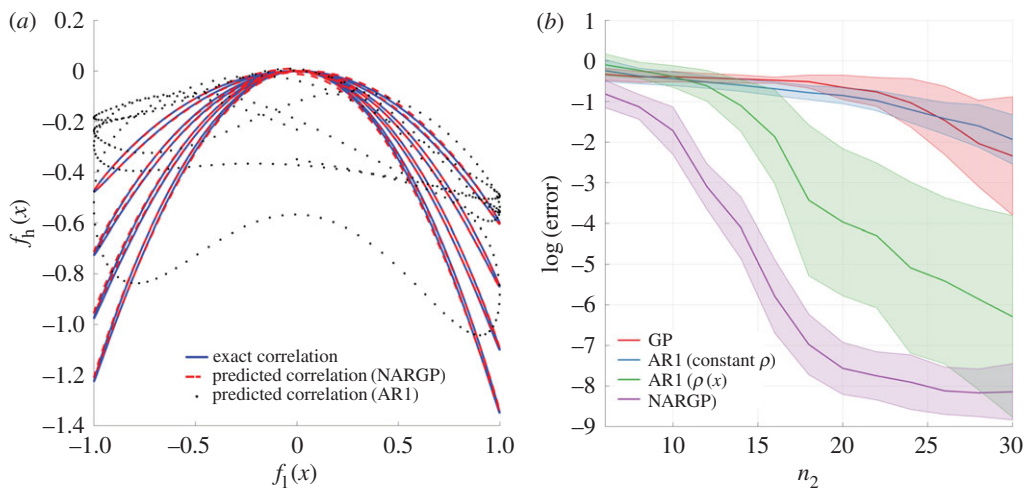 (a)
0.2
0
−0.2
−0.4
−0.6
−0.8
−1.0
−1.2
−1.4
f_h(x)
exact correlation
predicted correlation (NARGP)
predicted correlation (AR1)
−1.0 −0.5 0 0.5 1.0
f_l(x)
(b)
1
0
−1
−2
−3
−4
−5
−6
−7
−8
−9
log (error)
GP
AR1 (constant ρ)
AR1 (ρ (x)
NARGP)
10 15 20 25 30
n_2